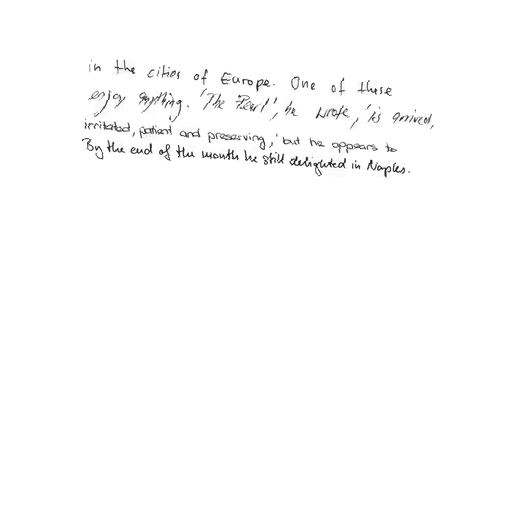 in the cities of Europe. One of these
enjoy anything. 'The Pearl', he wrote, 'is arrived,
irritated, patient and preserving,' but he appears to
By the end of the month he still delighted in Naples.